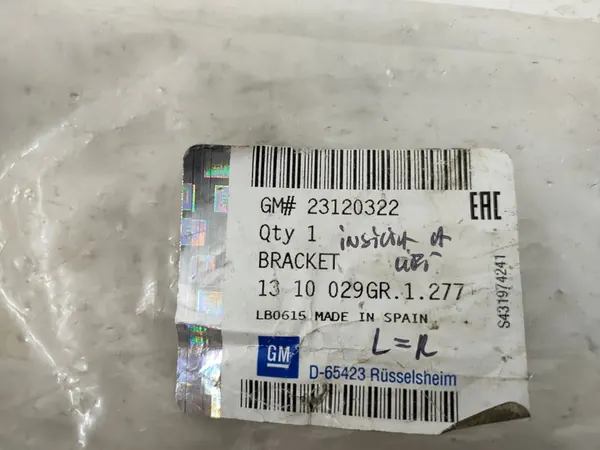 GM# 23120322
EAC
Qty 1
BRACKET
13 10 029GR.1.277
LB0615 MADE IN SPAIN
L=R
GM
D-65423 Rüsselsheim
S431974241